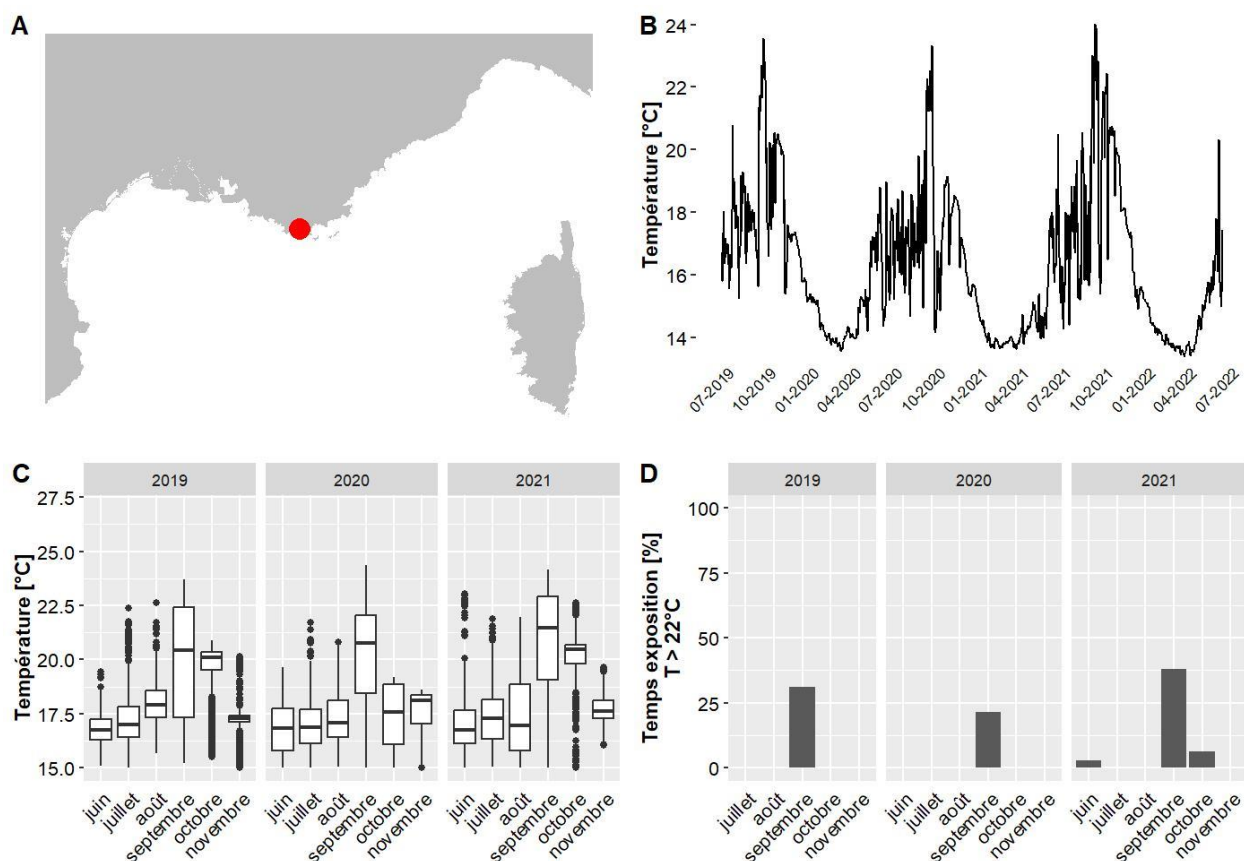 A
B
Température [°C]
24
22
20
18
16
14
07-2019
10-2019
01-2020
04-2020
07-2020
10-2020
01-2021
04-2021
07-2021
10-2021
01-2022
04-2022
07-2022
C
Température [°C]
27.5
25.0
22.5
20.0
17.5
15.0
2019
2020
2021
juin
juillet
août
septembre
octobre
novembre
juin
juillet
août
septembre
octobre
novembre
juin
juillet
août
septembre
octobre
novembre
D
Temps exposition [%]
T > 22°C
100
75
50
25
0
2019
2020
2021
juillet
août
septembre
octobre
novembre
juin
juillet
août
septembre
octobre
novembre
juin
juillet
août
septembre
octobre
novembre